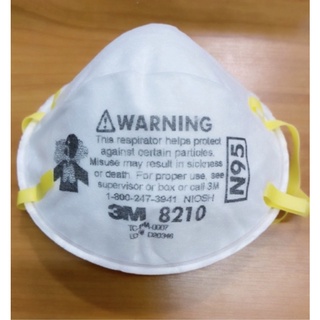 WARNING
This respirator helps protect
against certain particles.
Misuse may result in sickness
or death. For proper use, see
supervisor or box or call 3M
1-800-247-3941 NIOSH
3M 8210
N95